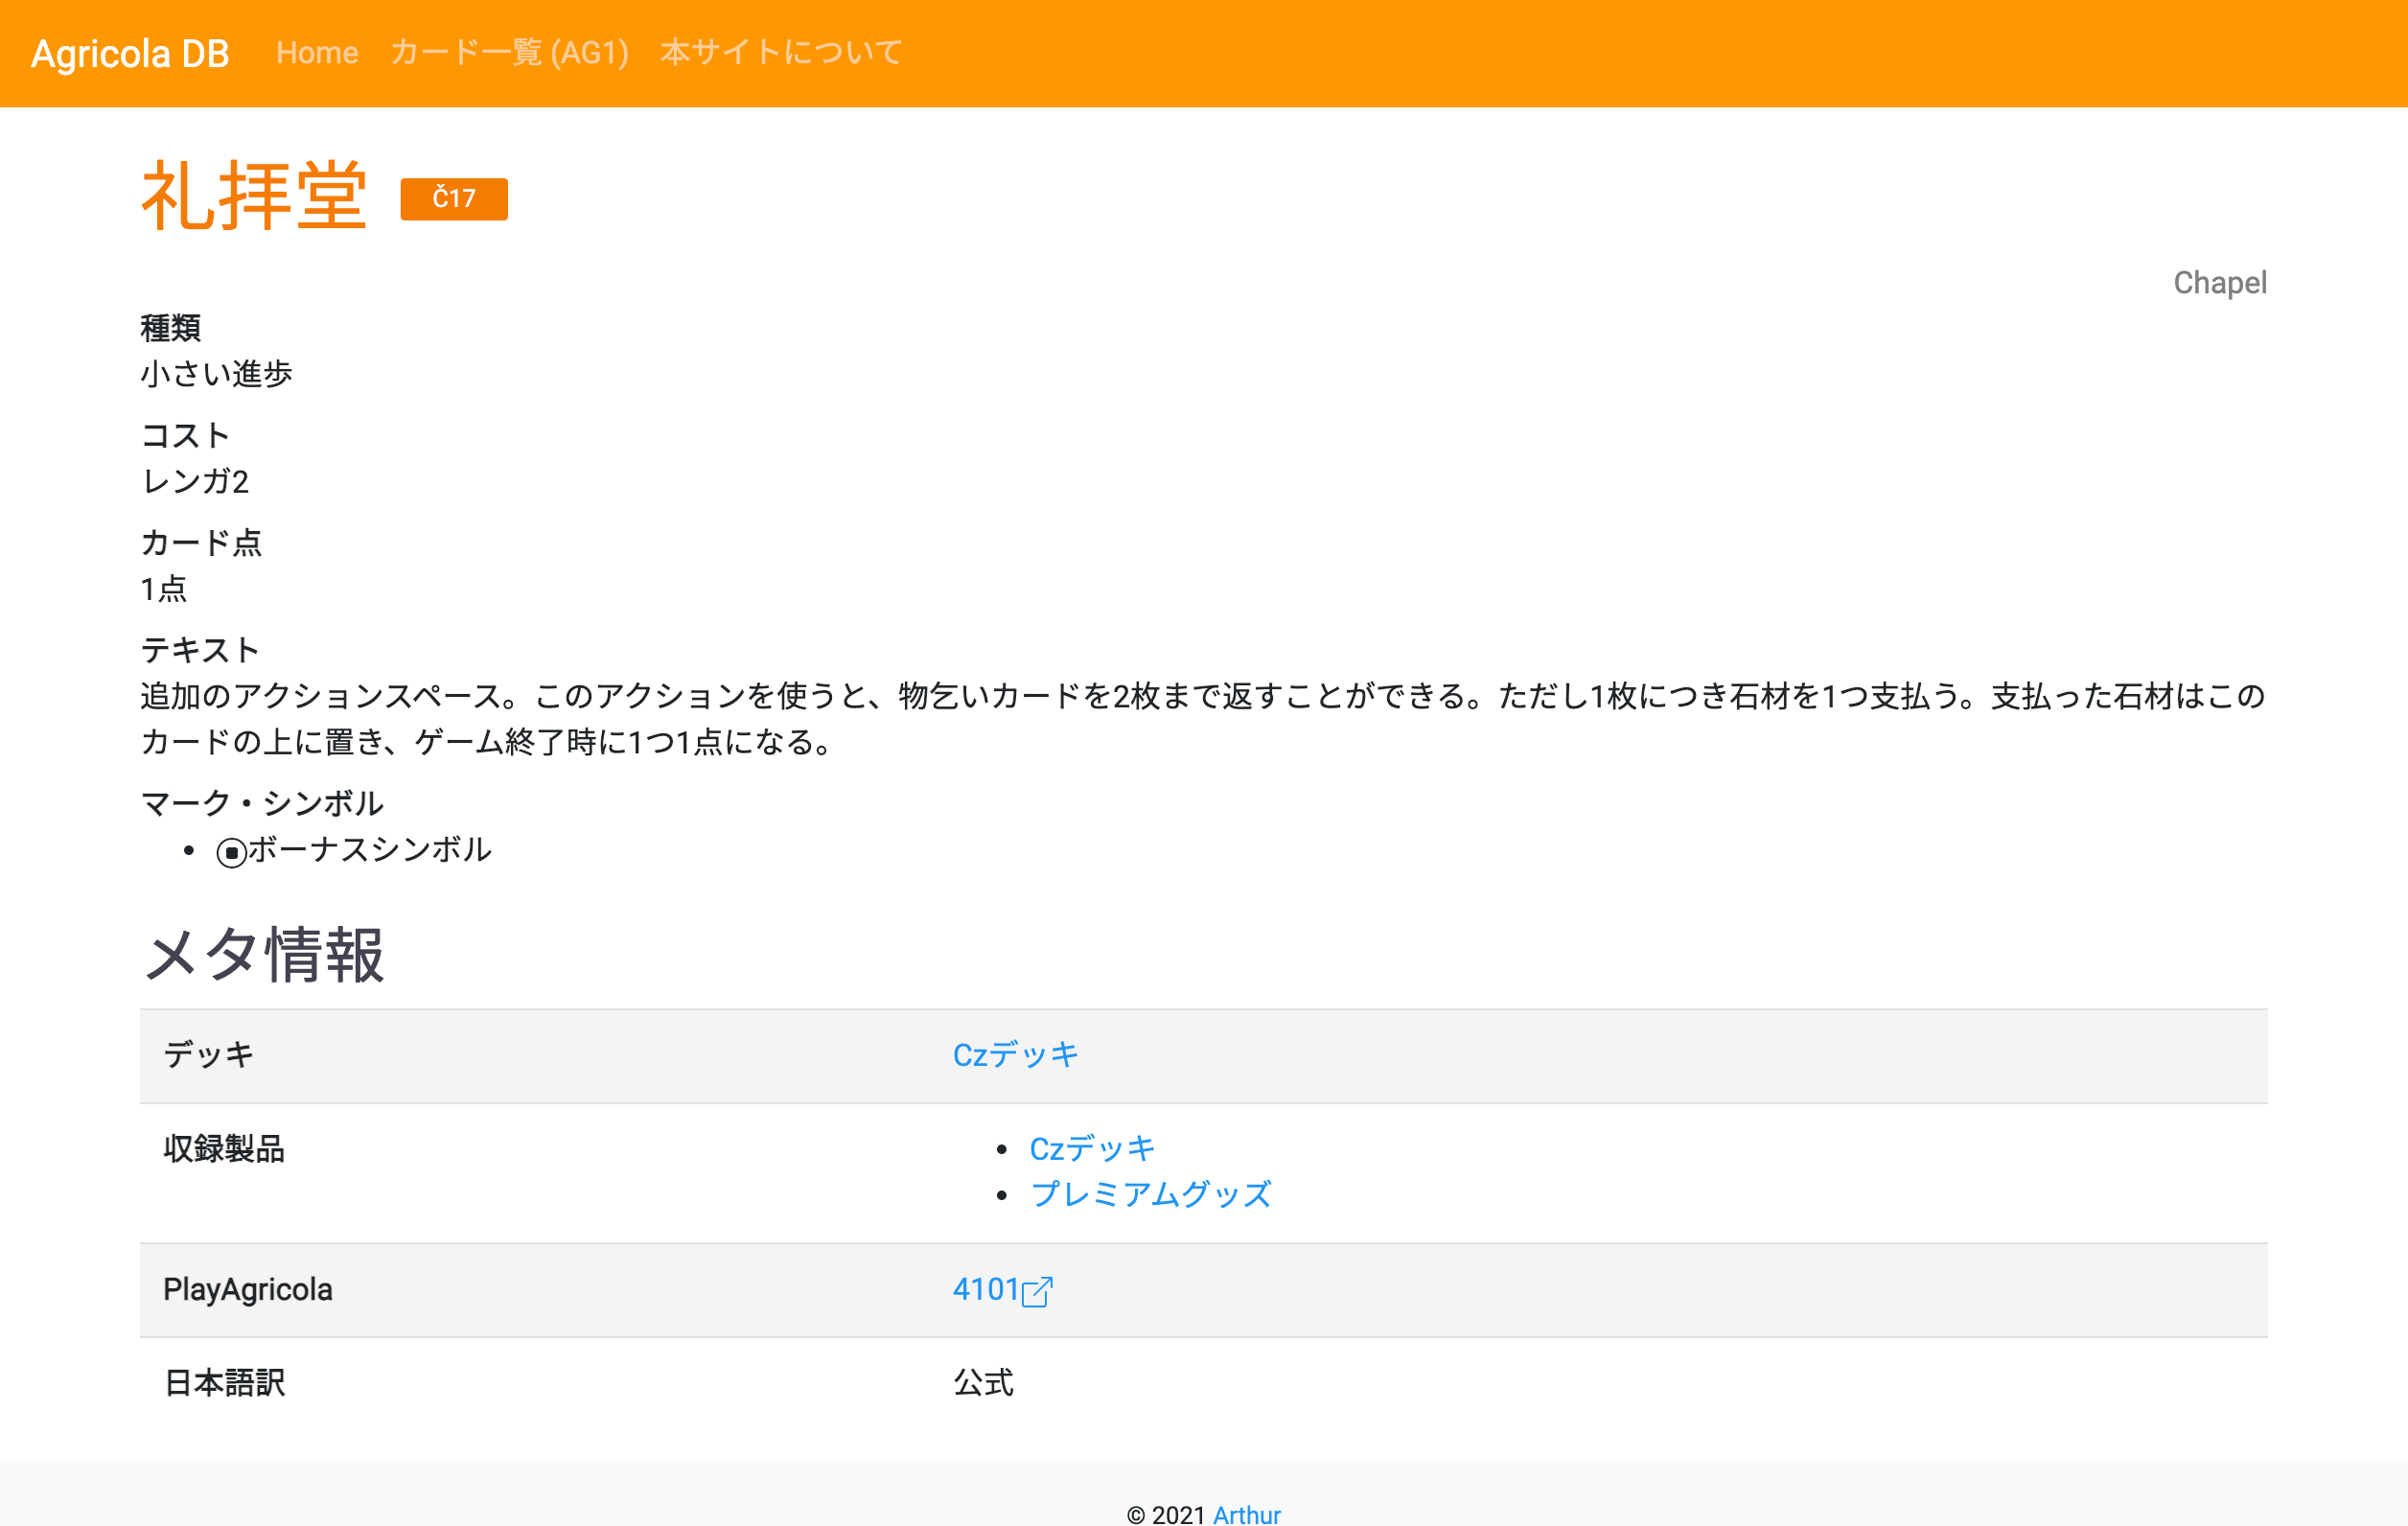 Agricola DB Home カード一覧 (AG1) 本サイトについて
礼拝堂 Č17
Chapel
種類
小さい進歩
コスト
レンガ2
カード点
1点
テキスト
追加のアクションスペース。このアクションを使うと、物乞いカードを2枚まで返すことができる。ただし1枚につき石材を1つ支払う。支払った石材はこの
カードの上に置き、ゲーム終了時に1つ1点になる。
マーク・シンボル
• ボーナスシンボル
メタ情報
デッキ Czデッキ
収録製品 • Czデッキ
• プレミアムグッズ
PlayAgricola 4101
日本語訳 公式
© 2021 Arthur